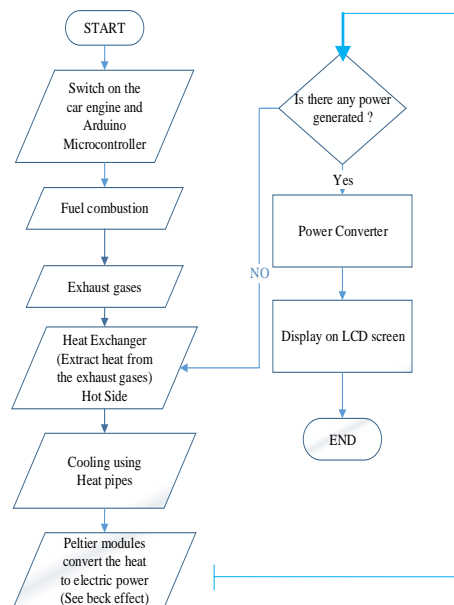 START
Switch on the
car engine and
Arduino
Microcontroller
Fuel combustion
Exhaust gases
Heat Exchanger
(Extract heat from
the exhaust gases)
Hot Side
Cooling using
Heat pipes
Peltier modules
convert the heat
to electric power
(See beck effect)
Is there any power
generated ?
Yes
NO
Power Converter
Display on LCD screen
END